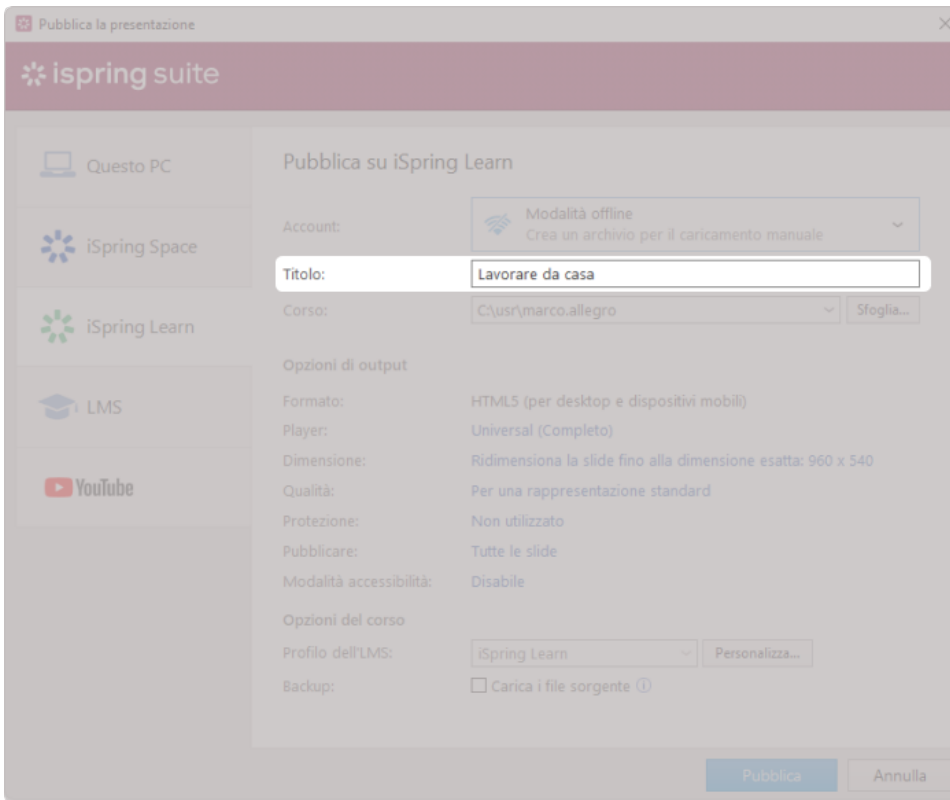 Pubblica la presentazione
ispring suite
Questo PC
iSpring Space
iSpring Learn
LMS
YouTube
Pubblica su iSpring Learn
Account: Modalità offline
Crea un archivio per il caricamento manuale
Titolo: Lavorare da casa
Corso: C:\usr\marco.allegro Sfoglia...
Opzioni di output
Formato: HTML5 (per desktop e dispositivi mobili)
Player: Universal (Completo)
Dimensione: Ridimensiona la slide fino alla dimensione esatta: 960 x 540
Qualità: Per una rappresentazione standard
Protezione: Non utilizzato
Pubblicare: Tutte le slide
Modalità accessibilità: Disabile
Opzioni del corso
Profilo dell'LMS: iSpring Learn Personalizza...
Backup: Carica i file sorgente
Pubblica Annulla